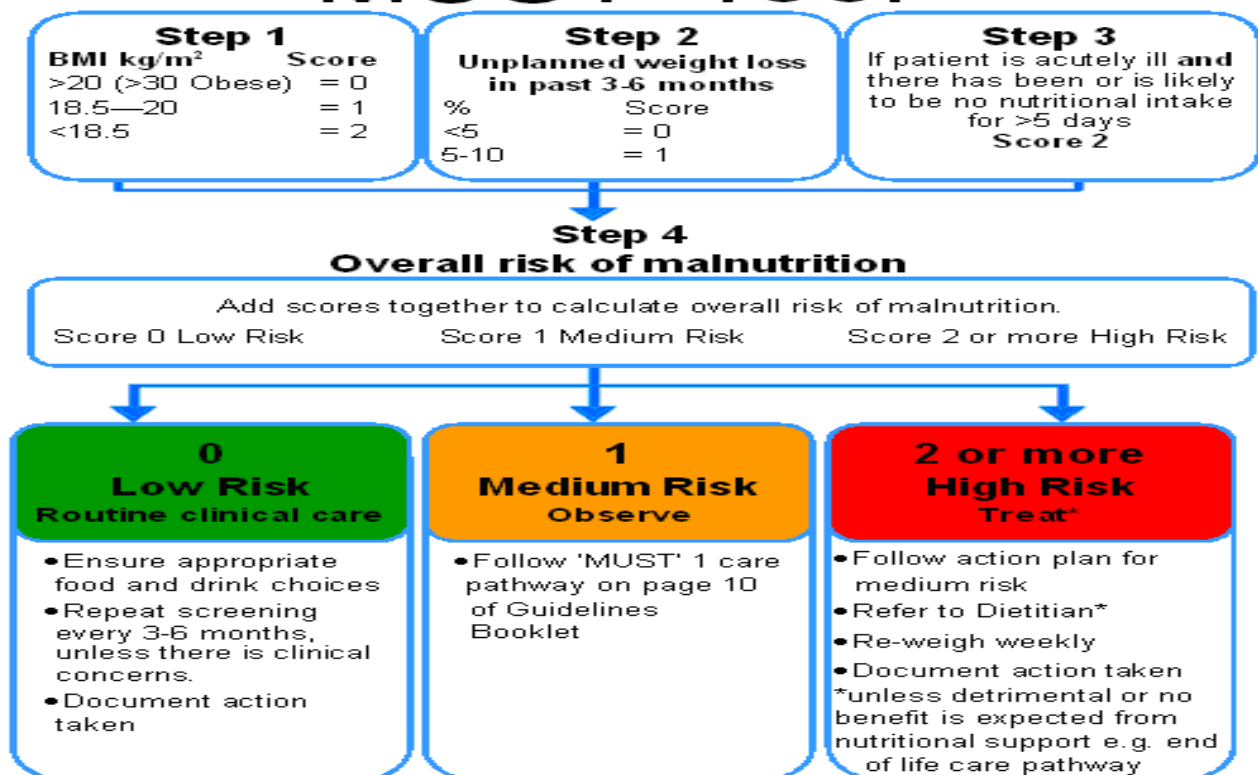 Step 1
BMI kg/m² Score
>20 (>30 Obese) = 0
18.5—20 = 1
<18.5 = 2
Step 2
Unplanned weight loss
in past 3-6 months
% Score
<5 = 0
5-10 = 1
Step 3
If patient is acutely ill and
there has been or is likely
to be no nutritional intake
for >5 days
Score 2
Step 4
Overall risk of malnutrition
Add scores together to calculate overall risk of malnutrition.
Score 0 Low Risk Score 1 Medium Risk Score 2 or more High Risk
0
Low Risk
Routine clinical care
•Ensure appropriate
food and drink choices
•Repeat screening
every 3-6 months,
unless there is clinical
concerns.
•Document action
taken
1
Medium Risk
Observe
•Follow 'MUST' 1 care
pathway on page 10
of Guidelines
Booklet
2 or more
High Risk
Treat*
•Follow action plan for
medium risk
•Refer to Dietitian*
•Re-weigh weekly
•Document action taken
*unless detrimental or no
benefit is expected from
nutritional support e.g. end
of life care pathway